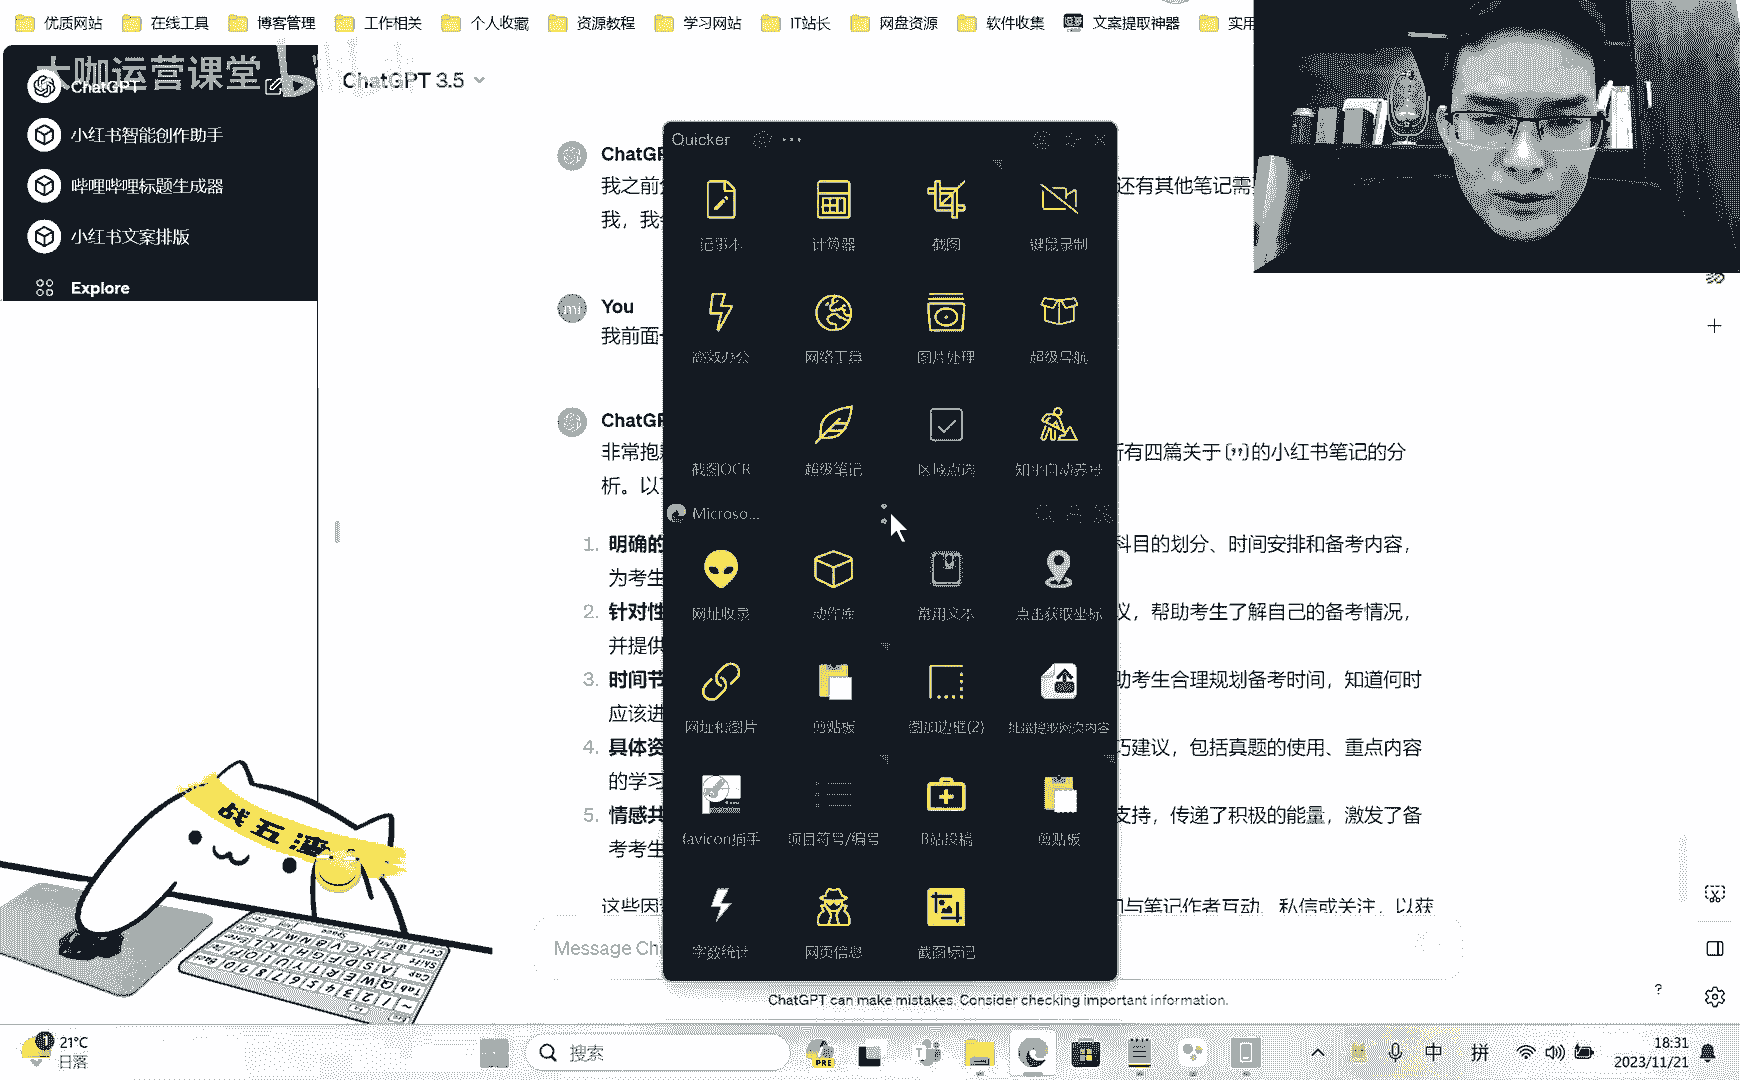 优质网站
在线工具
博客管理
工作相关
个人收藏
资源教程
学习网站
IT站长
网盘资源
软件收集
文案提取神器
实用
大咖运营课堂
ChatGPT
小红书智能创作助手
哔哩哔哩标题生成器
小红书文案排版
Explore
ChatGPT 3.5
ChatGP
我之前
还有其他笔记需
我，我
You
我前面
ChatGP
非常抱
所有四篇关于
的小红书笔记的分
析。以
1. 明确的
科目的划分、时间安排和备考内容，
为考生
2. 针对性
议，帮助考生了解自己的备考情况，
并提供
3. 时间节
助考生合理规划备考时间，知道何时
应该进
4. 具体资
巧建议，包括真题的使用、重点内容
的学习
5. 情感共
支持，传递了积极的能量，激发了备
考考生
这些因
与笔记作者互动、私信或关注，以获
Message Ch
ChatGPT can make mistakes. Consider checking important information.
Quicker
记事本
计算器
截图
键鼠录制
高效办公
网络工具
图片处理
超级导航
截图OCR
超级笔记
区域点选
知乎自动养号
Microso...
网址收录
动作库
常用文本
点击获取坐标
网址和图片
剪贴板
图加边框(2)
批量提取网页内容
favicon捕手
项目符号/编号
B站投稿
剪贴板
字数统计
网页信息
截图标记
21°C
日落
搜索
PRE
中
拼
18:31
2023/11/21